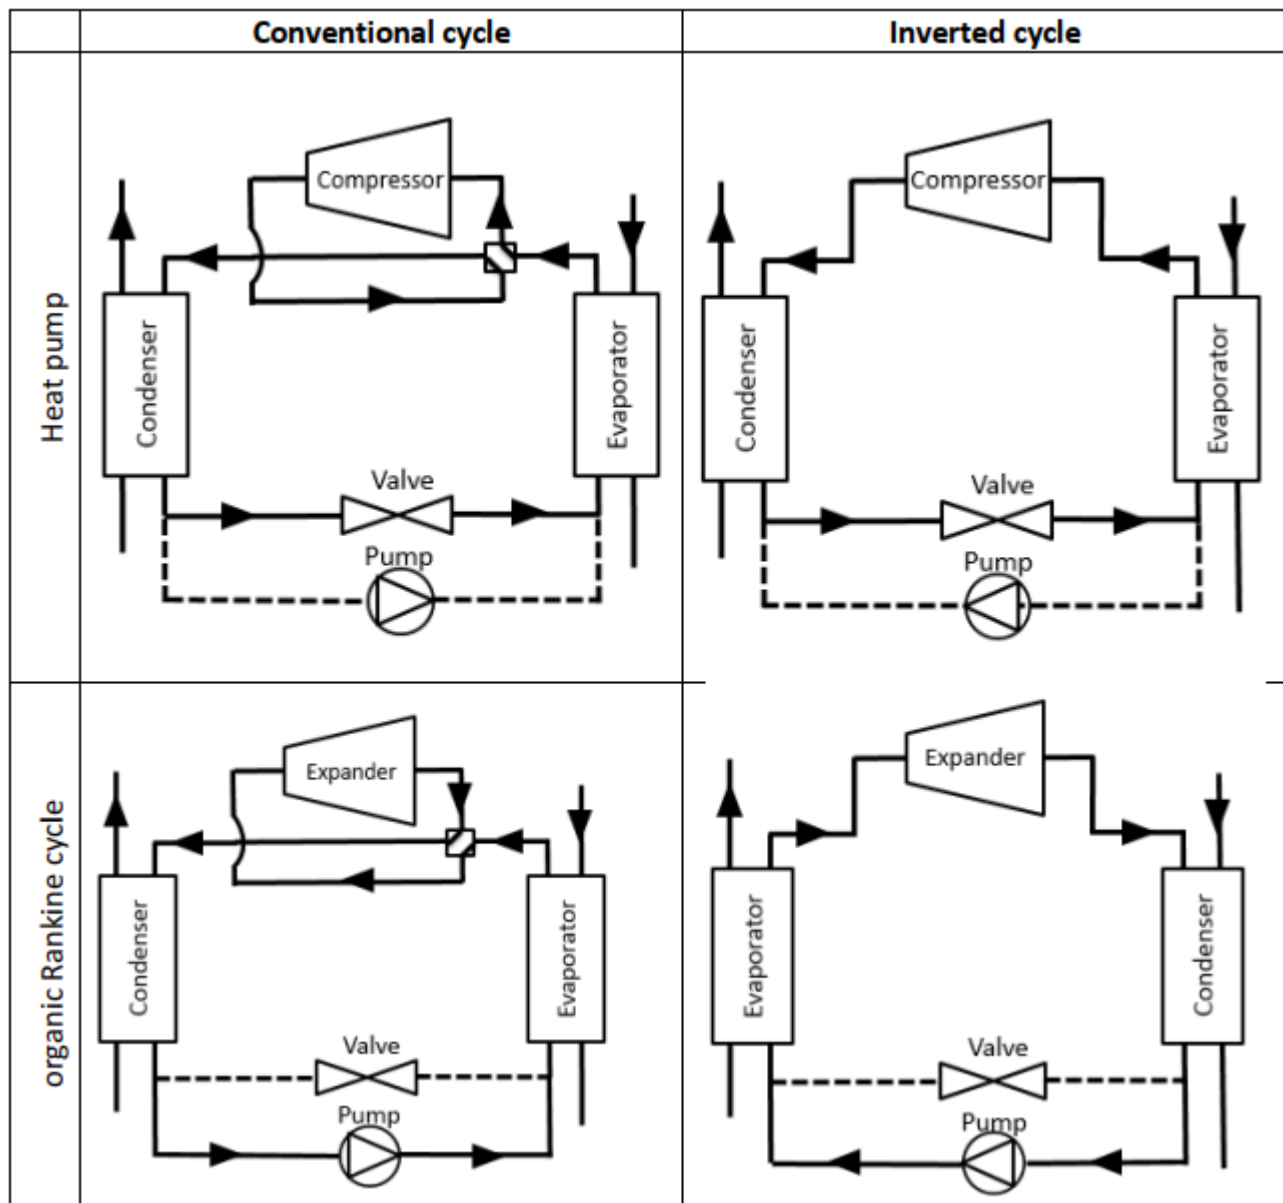 Conventional cycle
Inverted cycle
Heat pump
Compressor
Condenser
Evaporator
Valve
Pump
Compressor
Condenser
Evaporator
Valve
Pump
organic Rankine cycle
Expander
Condenser
Evaporator
Valve
Pump
Expander
Evaporator
Condenser
Valve
Pump